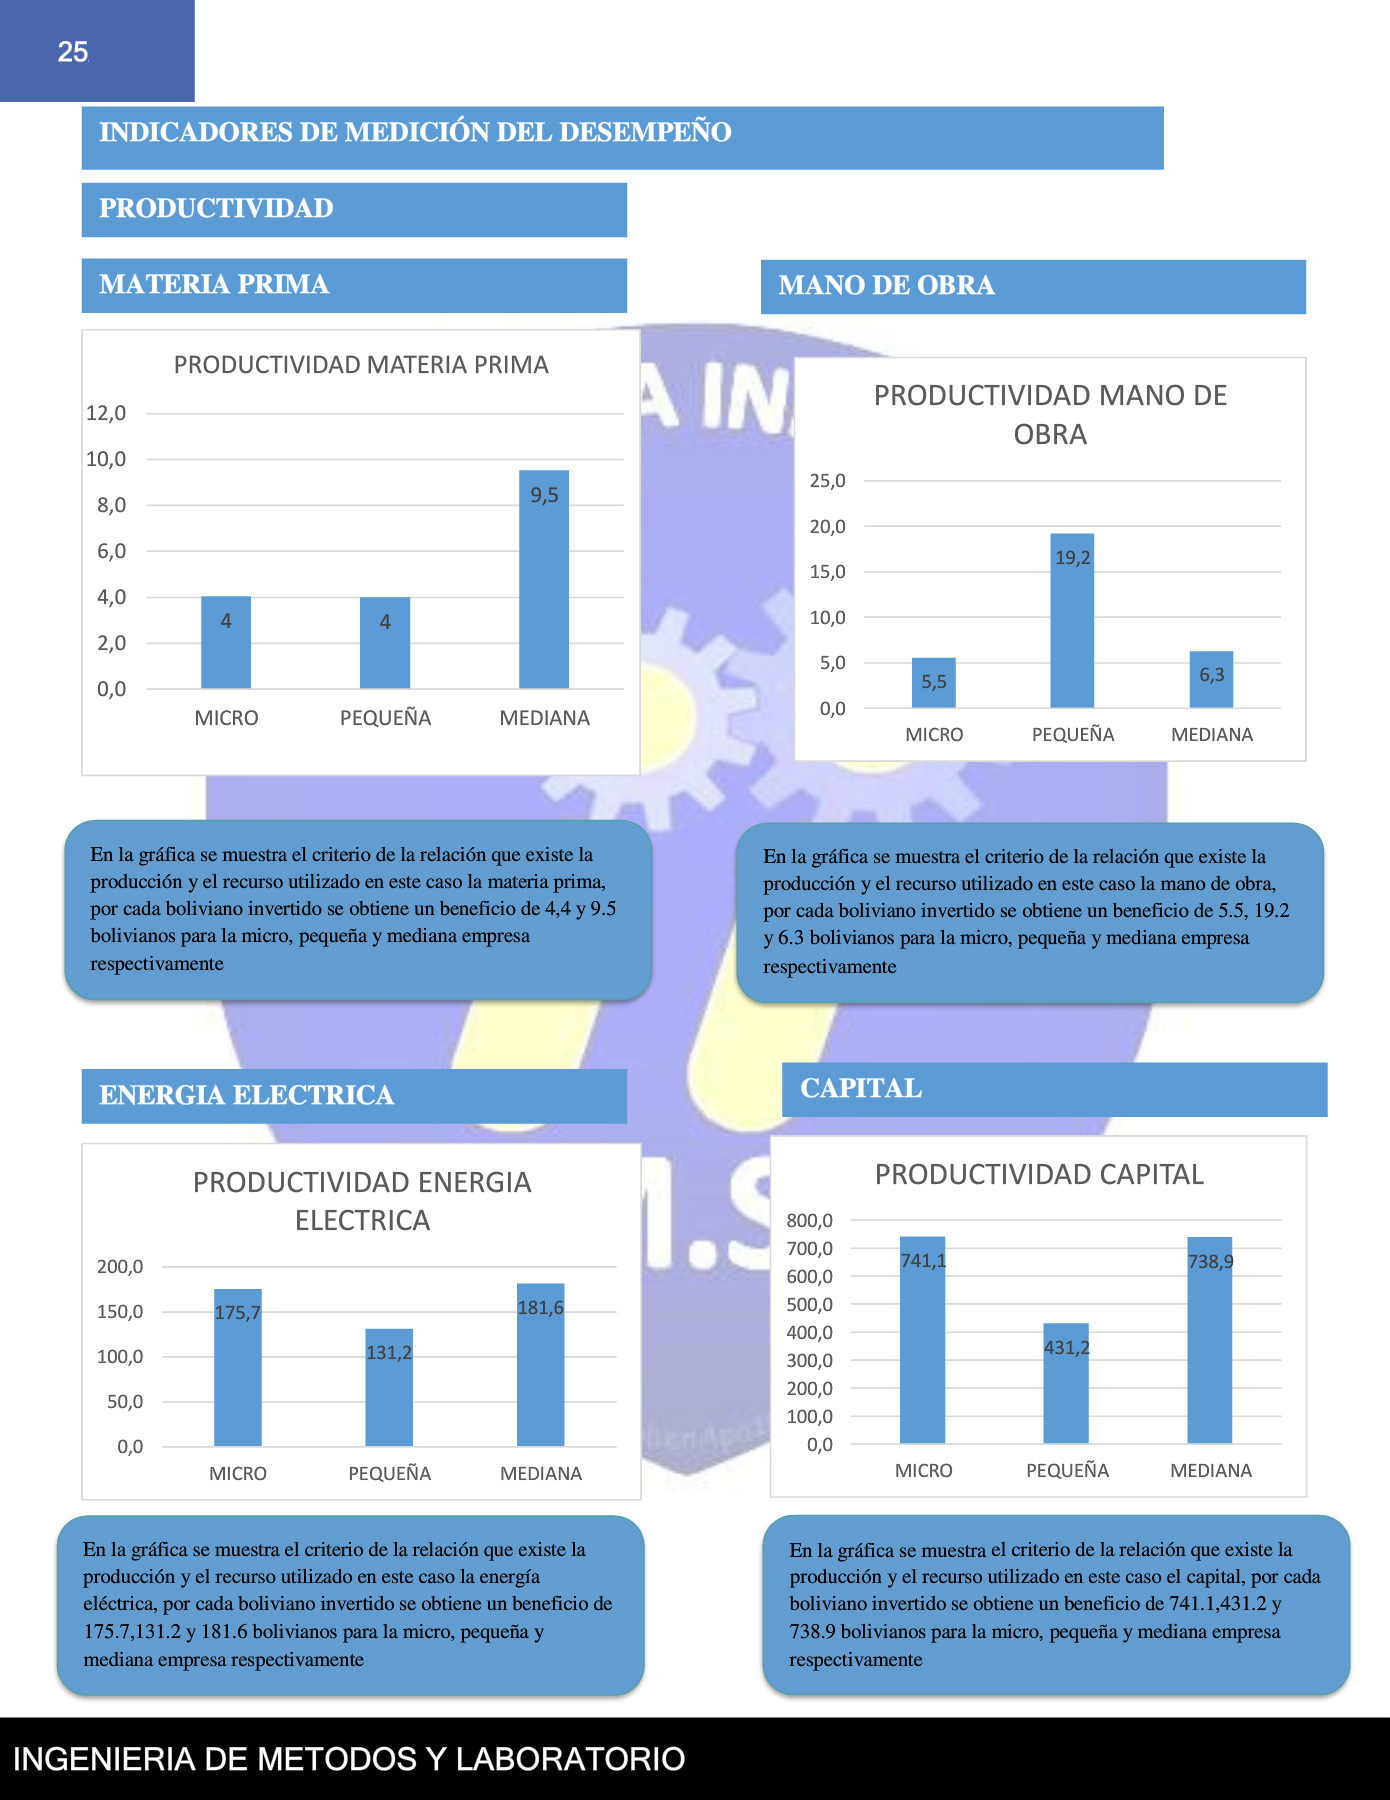 25
INDICADORES DE MEDICIÓN DEL DESEMPEÑO
PRODUCTIVIDAD
MATERIA PRIMA
MANO DE OBRA
PRODUCTIVIDAD MATERIA PRIMA
12,0
10,0
8,0
6,0
4,0
2,0
0,0
4
4
9,5
MICRO PEQUEÑA MEDIANA
A IN
PRODUCTIVIDAD MANO DE
OBRA
25,0
20,0
15,0
10,0
5,0
0,0
5,5
19,2
6,3
MICRO PEQUEÑA MEDIANA
En la gráfica se muestra el criterio de la relación que existe la
producción y el recurso utilizado en este caso la materia prima,
por cada boliviano invertido se obtiene un beneficio de 4,4 y 9.5
bolivianos para la micro, pequeña y mediana empresa
respectivamente
En la gráfica se muestra el criterio de la relación que existe la
producción y el recurso utilizado en este caso la mano de obra,
por cada boliviano invertido se obtiene un beneficio de 5.5, 19.2
y 6.3 bolivianos para la micro, pequeña y mediana empresa
respectivamente
ENERGIA ELECTRICA
CAPITAL
PRODUCTIVIDAD ENERGIA
ELECTRICA
200,0
150,0
100,0
50,0
0,0
175,7
131,2
181,6
MICRO PEQUEÑA MEDIANA
.S
PRODUCTIVIDAD CAPITAL
800,0
700,0
600,0
500,0
400,0
300,0
200,0
100,0
0,0
741,1
431,2
738,9
MICRO PEQUEÑA MEDIANA
En la gráfica se muestra el criterio de la relación que existe la
producción y el recurso utilizado en este caso la energía
eléctrica, por cada boliviano invertido se obtiene un beneficio de
175.7,131.2 y 181.6 bolivianos para la micro, pequeña y
mediana empresa respectivamente
En la gráfica se muestra el criterio de la relación que existe la
producción y el recurso utilizado en este caso el capital, por cada
boliviano invertido se obtiene un beneficio de 741.1,431.2 y
738.9 bolivianos para la micro, pequeña y mediana empresa
respectivamente
INGENIERIA DE METODOS Y LABORATORIO